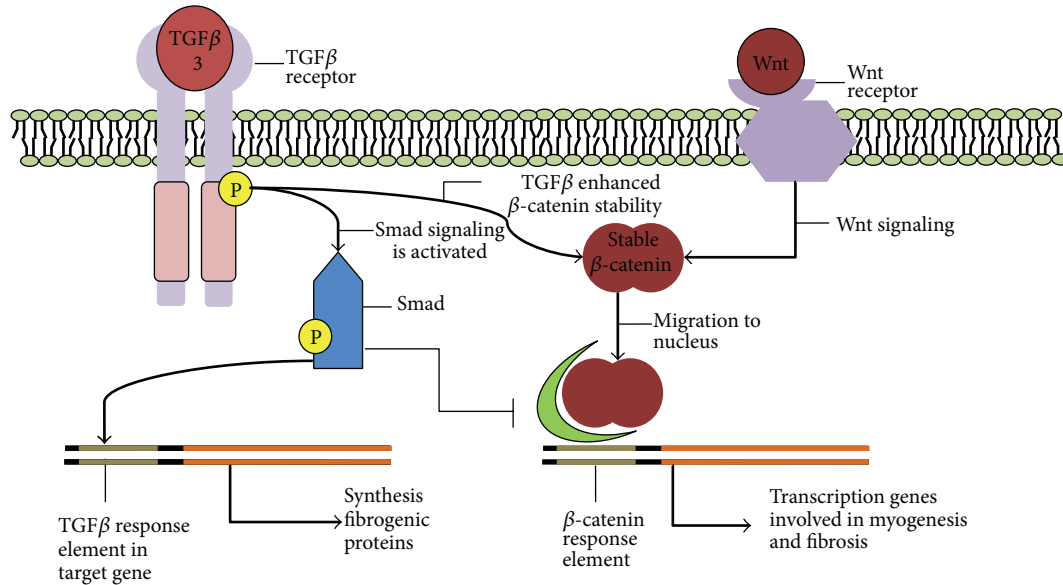 TGFβ
3
TGFβ
receptor
Wnt
Wnt
receptor
P
TGFβ enhanced
β-catenin stability
Smad signaling
is activated
Wnt signaling
Stable
β-catenin
Smad
P
Migration to
nucleus
TGFβ response
element in
target gene
Synthesis
fibrogenic
proteins
β-catenin
response
element
Transcription genes
involved in myogenesis
and fibrosis